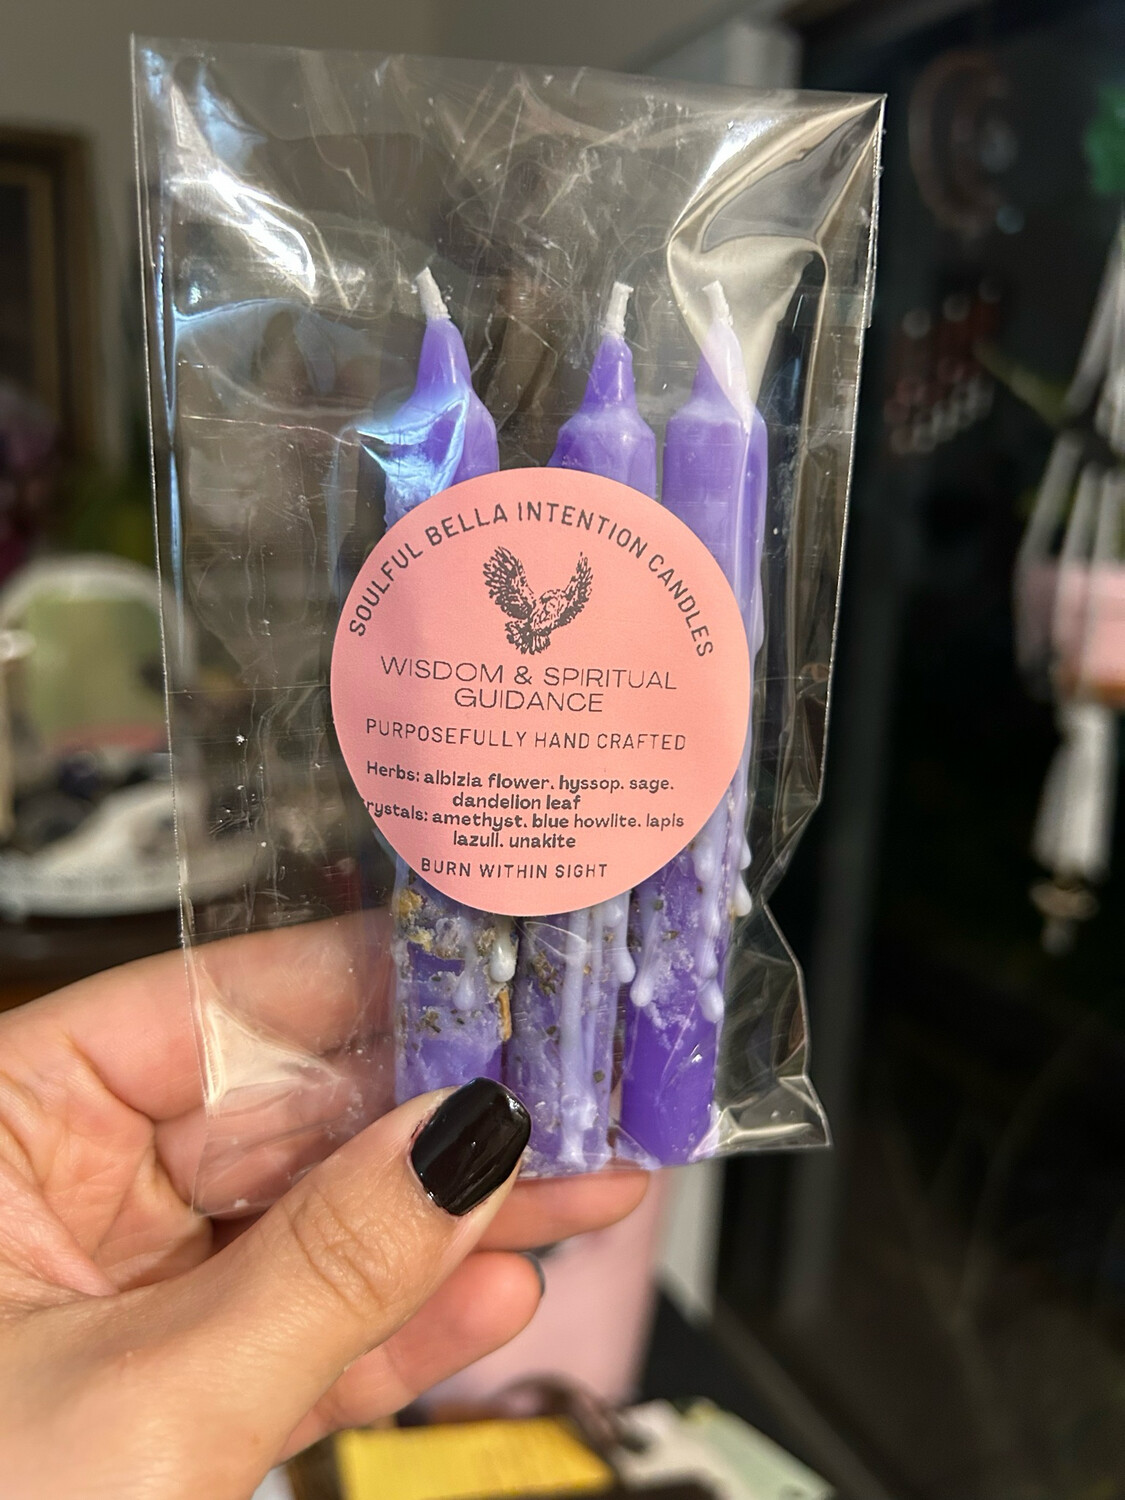 SOULFUL BELLA INTENTION CANDLES
WISDOM & SPIRITUAL
GUIDANCE
PURPOSEFULLY HAND CRAFTED
Herbs: albizia flower. hyssop. sage.
dandelion leaf
rystals: amethyst. blue howlite. lapis
lazuli. unakite
BURN WITHIN SIGHT